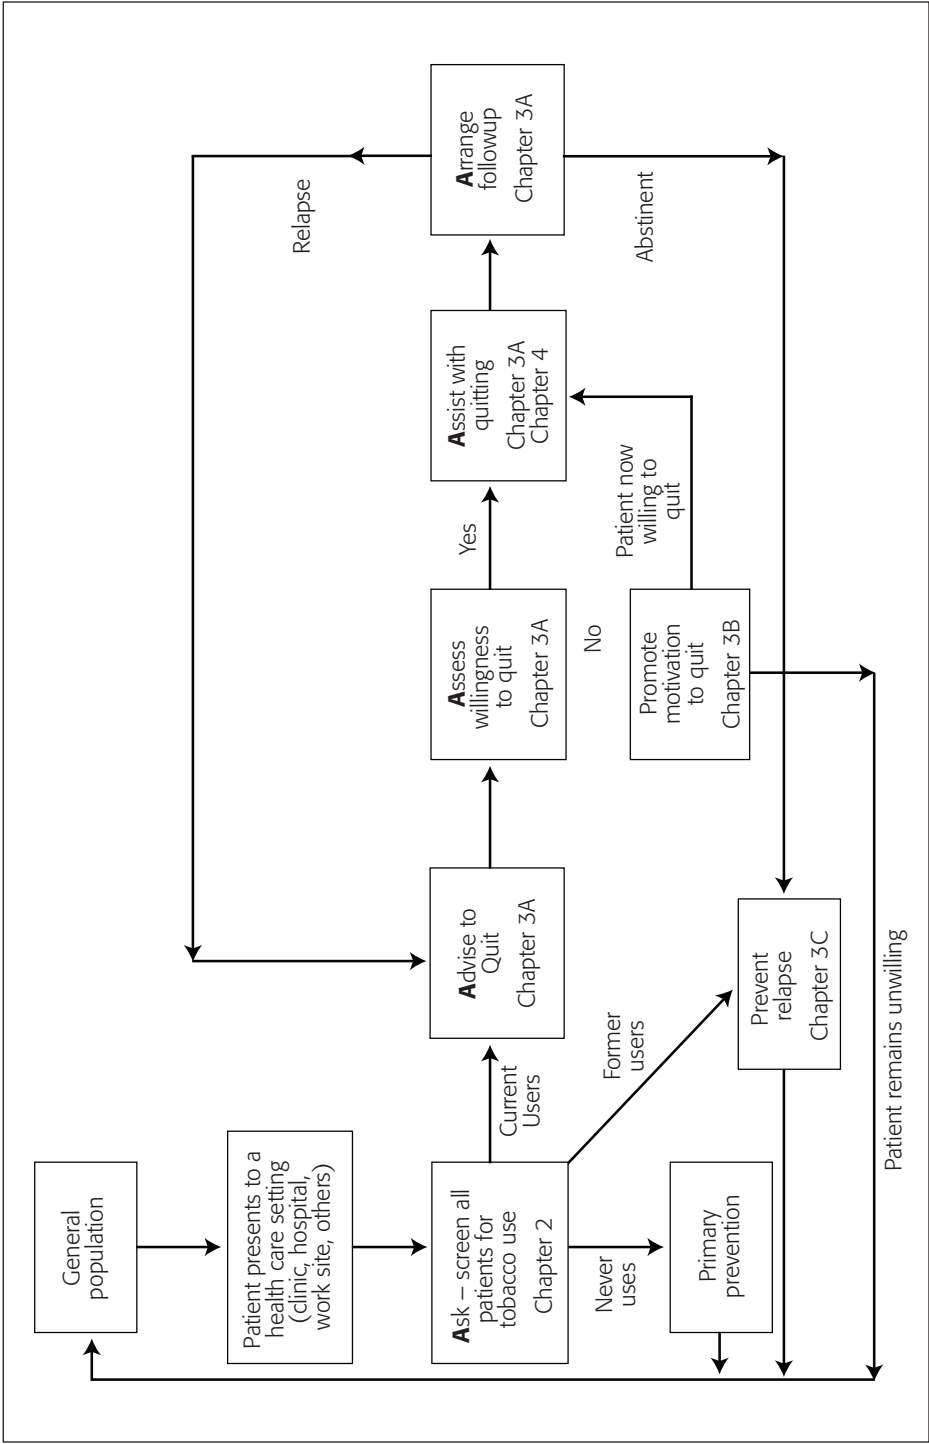 General
population
Patient presents to a
health care setting
(clinic, hospital,
work site, others)
Ask – screen all
patients for
tobacco use
Chapter 2
Current
Users
Former
users
Never
uses
Primary
prevention
Advise to
Quit
Chapter 3A
Assess
willingness
to quit
Chapter 3A
Yes
No
Promote
motivation
to quit
Chapter 3B
Patient now
willing to
quit
Assist with
quitting
Chapter 3A
Chapter 4
Arrange
followup
Chapter 3A
Relapse
Abstinent
Prevent
relapse
Chapter 3C
Patient remains unwilling